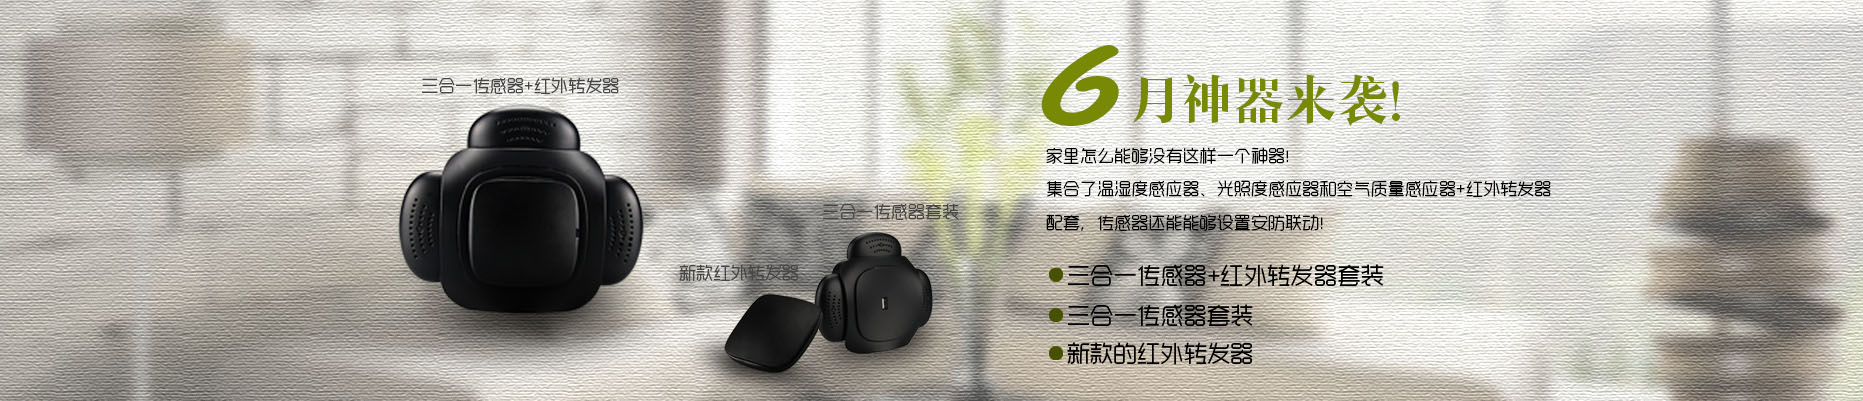 三合一传感器+红外转发器
三合一传感器套装
新款红外转发器
6月神器来袭!
家里怎么能够没有这样一个神器!
集合了温湿度感应器、光照度感应器和空气质量感应器+红外转发器
配套，传感器还能能够设置安防联动!
●三合一传感器+红外转发器套装
●三合一传感器套装
●新款的红外转发器